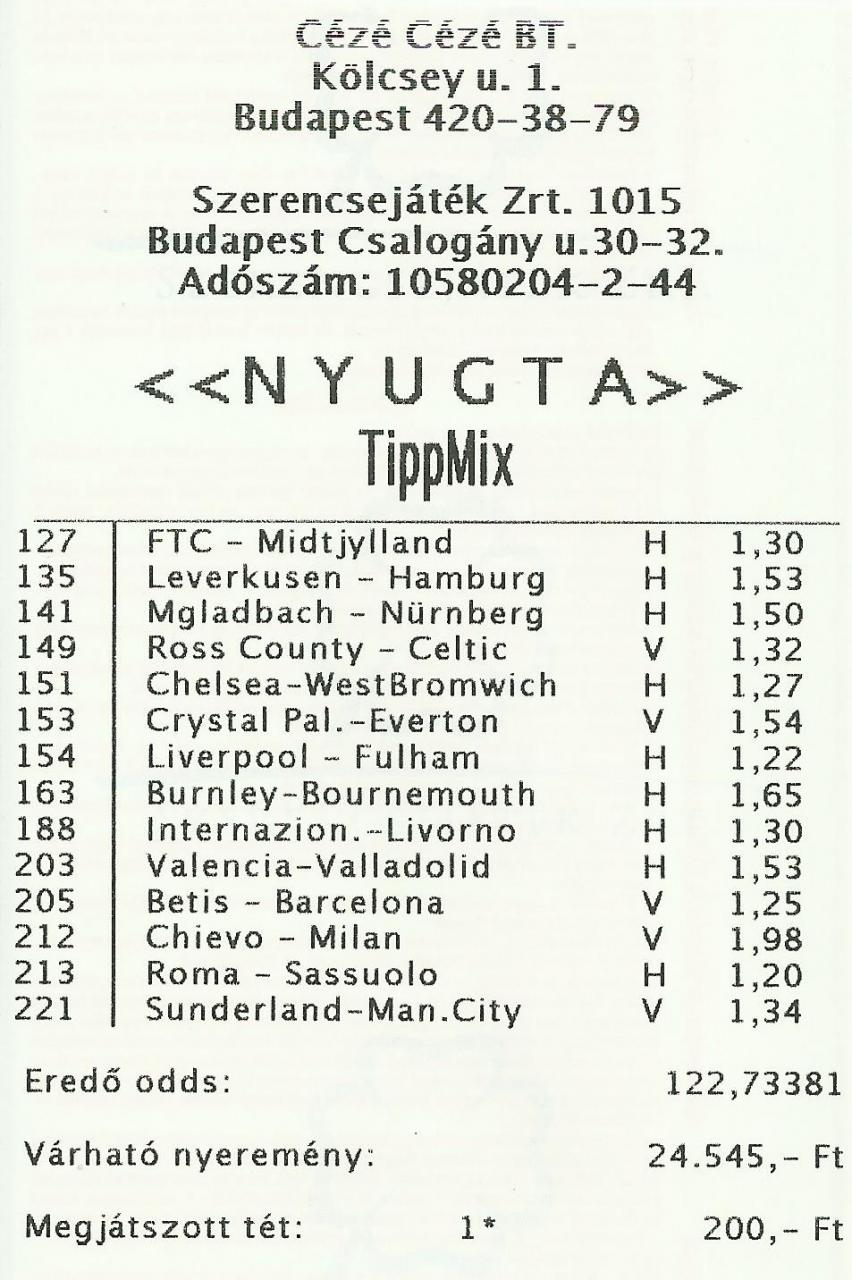 Cézé Cézé BT.
Kölcsey u. 1.
Budapest 420-38-79
Szerencsejáték Zrt. 1015
Budapest Csalogány u.30-32.
Adószám: 10580204-2-44
<<N Y U G T A>>
TippMix
127 FTC - Midtjylland H 1,30
135 Leverkusen - Hamburg H 1,53
141 Mgladbach - Nürnberg H 1,50
149 Ross County - Celtic V 1,32
151 Chelsea-WestBromwich H 1,27
153 Crystal Pal.-Everton V 1,54
154 Liverpool - Fulham H 1,22
163 Burnley-Bournemouth H 1,65
188 Internazion.-Livorno H 1,30
203 Valencia-Valladolid H 1,53
205 Betis - Barcelona V 1,25
212 Chievo - Milan V 1,98
213 Roma - Sassuolo H 1,20
221 Sunderland-Man.City V 1,34
Eredő odds: 122,73381
Várható nyeremény: 24.545,- Ft
Megjátszott tét: 1* 200,- Ft